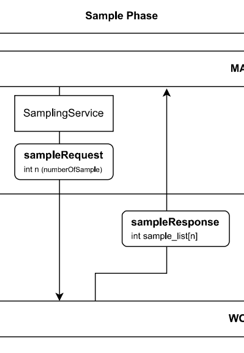 Sample Phase
MA
SamplingService
sampleRequest
int n (numberOfSample)
sampleResponse
int sample_list[n]
WO